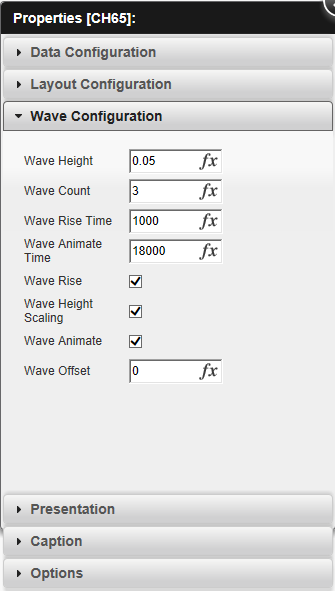 Properties [CH65]:
Data Configuration
Layout Configuration
Wave Configuration
Wave Height 0.05 fx
Wave Count 3 fx
Wave Rise Time 1000 fx
Wave Animate
Time 18000 fx
Wave Rise
Wave Height
Scaling
Wave Animate
Wave Offset 0 fx
Presentation
Caption
Options